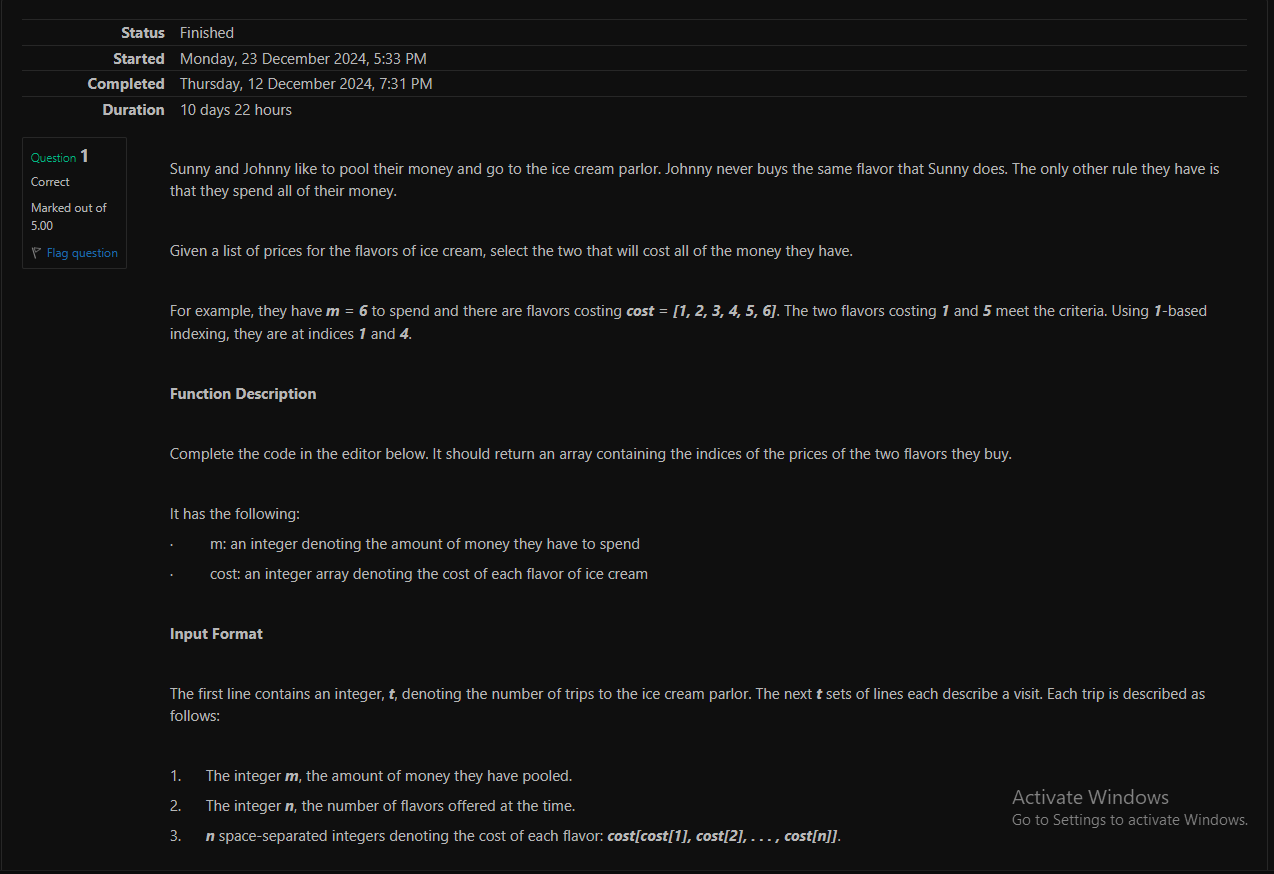 Status Finished
Started Monday, 23 December 2024, 5:33 PM
Completed Thursday, 12 December 2024, 7:31 PM
Duration 10 days 22 hours
Question 1
Correct
Marked out of
5.00
Flag question
Sunny and Johnny like to pool their money and go to the ice cream parlor. Johnny never buys the same flavor that Sunny does. The only other rule they have is
that they spend all of their money.
Given a list of prices for the flavors of ice cream, select the two that will cost all of the money they have.
For example, they have m = 6 to spend and there are flavors costing cost = [1, 2, 3, 4, 5, 6]. The two flavors costing 1 and 5 meet the criteria. Using 1-based
indexing, they are at indices 1 and 4.
Function Description
Complete the code in the editor below. It should return an array containing the indices of the prices of the two flavors they buy.
It has the following:
· m: an integer denoting the amount of money they have to spend
· cost: an integer array denoting the cost of each flavor of ice cream
Input Format
The first line contains an integer, t, denoting the number of trips to the ice cream parlor. The next t sets of lines each describe a visit. Each trip is described as
follows:
1. The integer m, the amount of money they have pooled.
2. The integer n, the number of flavors offered at the time.
3. n space-separated integers denoting the cost of each flavor: cost[cost[1], cost[2], . . . , cost[n]].
Activate Windows
Go to Settings to activate Windows.